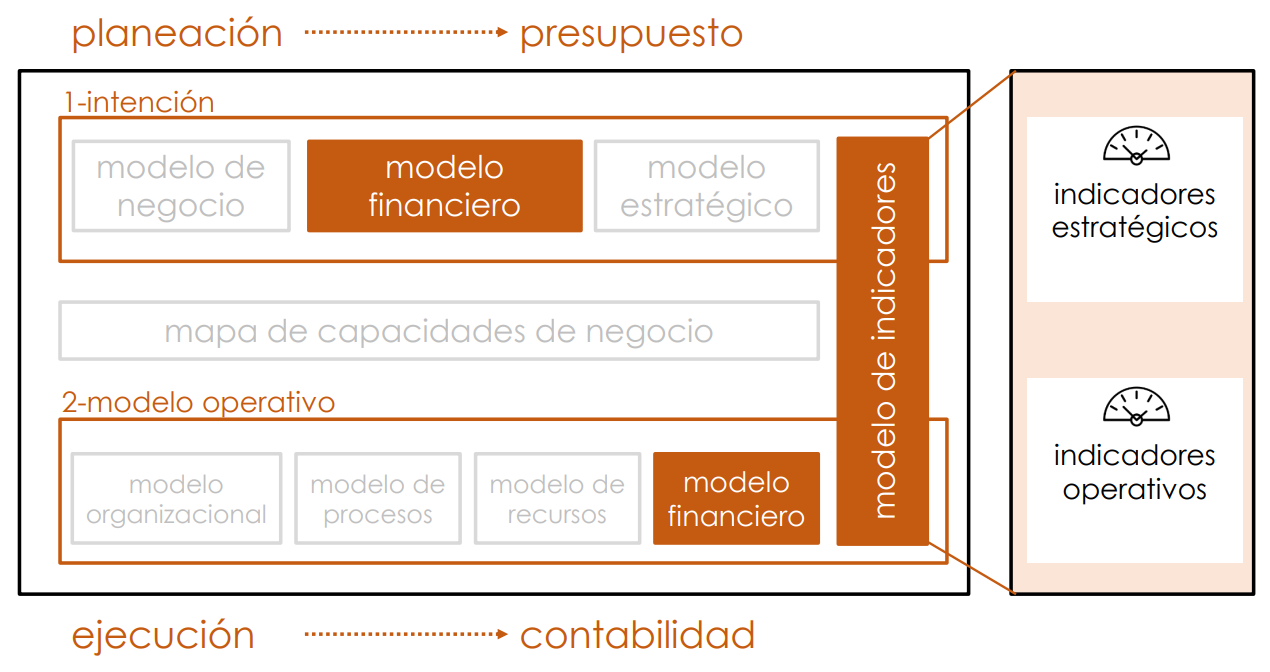 planeación
presupuesto
1-intención
modelo de
negocio
modelo
financiero
modelo
estratégico
modelo de indicadores
indicadores
estratégicos
mapa de capacidades de negocio
2-modelo operativo
modelo
organizacional
modelo de
procesos
modelo de
recursos
modelo
financiero
indicadores
operativos
ejecución
contabilidad